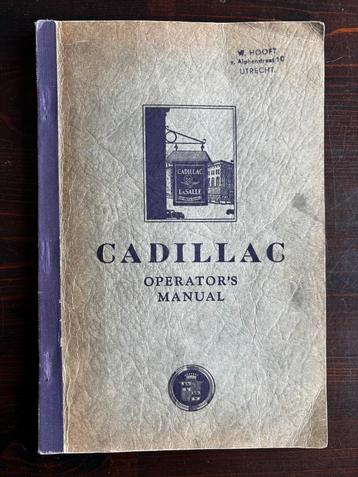 W. HOOFT.
v. Alphenstraat 10
UTRECHT.
CADILLAC
LASALLE
CADILLAC
OPERATOR'S
MANUAL